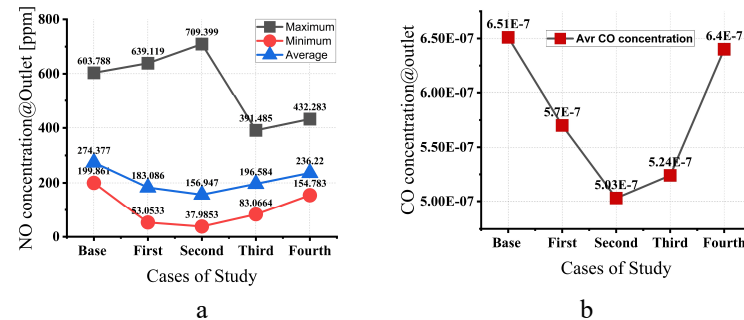 NO concentration@Outlet [ppm]
800
600
400
200
0
Maximum
Minimum
Average
603.788
639.119
709.399
391.485
432.283
274.377
183.086
156.947
196.584
236.22
199.861
53.0533
37.9853
83.0664
154.783
Base First Second Third Fourth
Cases of Study
a
CO concentration@outlet
6.50E-07
6.00E-07
5.50E-07
5.00E-07
Avr CO concentration
6.51E-7
5.7E-7
5.03E-7
5.24E-7
6.4E-7
Base First Second Third Fourth
Cases of Study
b